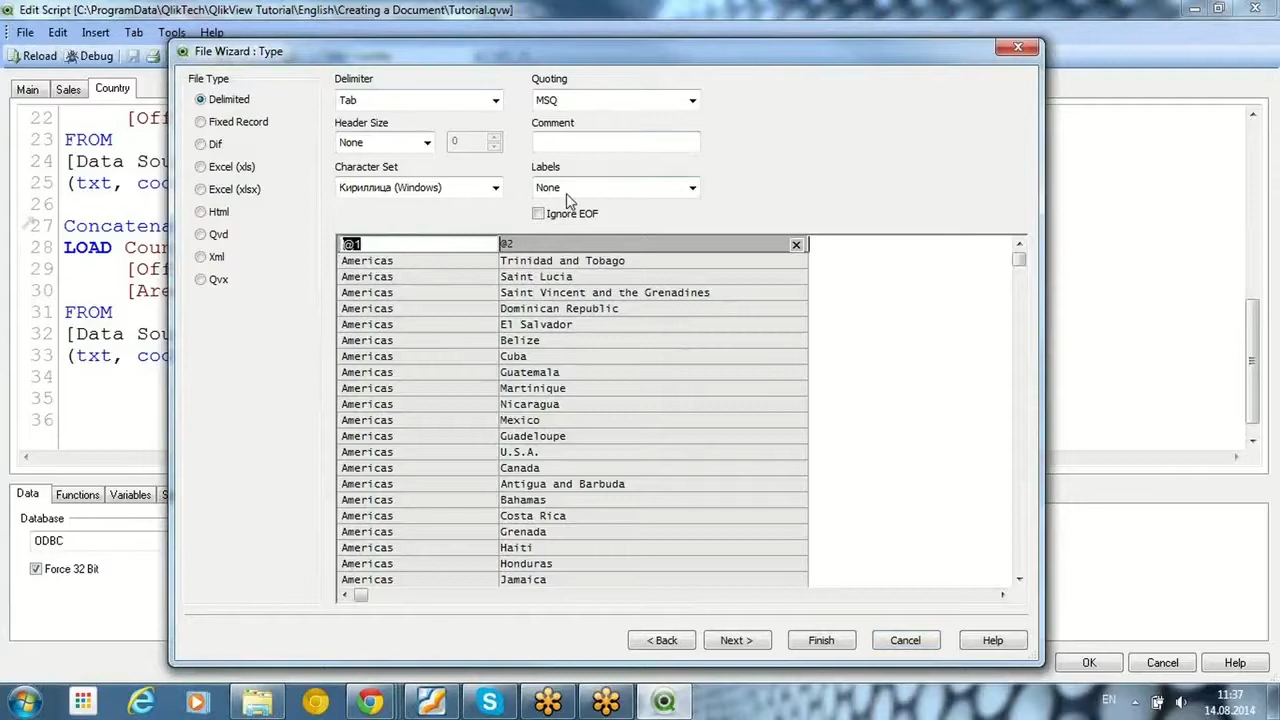 Edit Script [C:\ProgramData\QlikTech\QlikView Tutorial\English\Creating a Document\Tutorial.qvw]
File Edit Insert Tab Tools Help
Reload Debug
Main Sales Country
22 [Of
23 FROM
24 [Data Sou
25 (txt, cod
26
27 Concatena
28 LOAD Coun
29 [Of
30 [Are
31 FROM
32 [Data Sou
33 (txt, cod
34
35
36
Data Functions Variables
Database
ODBC
Force 32 Bit
OK Cancel Help
File Wizard : Type
File Type
Delimited
Fixed Record
Dif
Excel (xls)
Excel (xlsx)
Html
Qvd
Xml
Qvx
Delimiter Quoting
Tab MSQ
Header Size Comment
None 0
Character Set Labels
Кириллица (Windows) None
Ignore EOF
@1 @2
Americas Trinidad and Tobago
Americas Saint Lucia
Americas Saint Vincent and the Grenadines
Americas Dominican Republic
Americas El Salvador
Americas Belize
Americas Cuba
Americas Guatemala
Americas Martinique
Americas Nicaragua
Americas Mexico
Americas Guadeloupe
Americas U.S.A.
Americas Canada
Americas Antigua and Barbuda
Americas Bahamas
Americas Costa Rica
Americas Grenada
Americas Haiti
Americas Honduras
Americas Jamaica
< Back Next > Finish Cancel Help
EN 11:37
14.08.2014